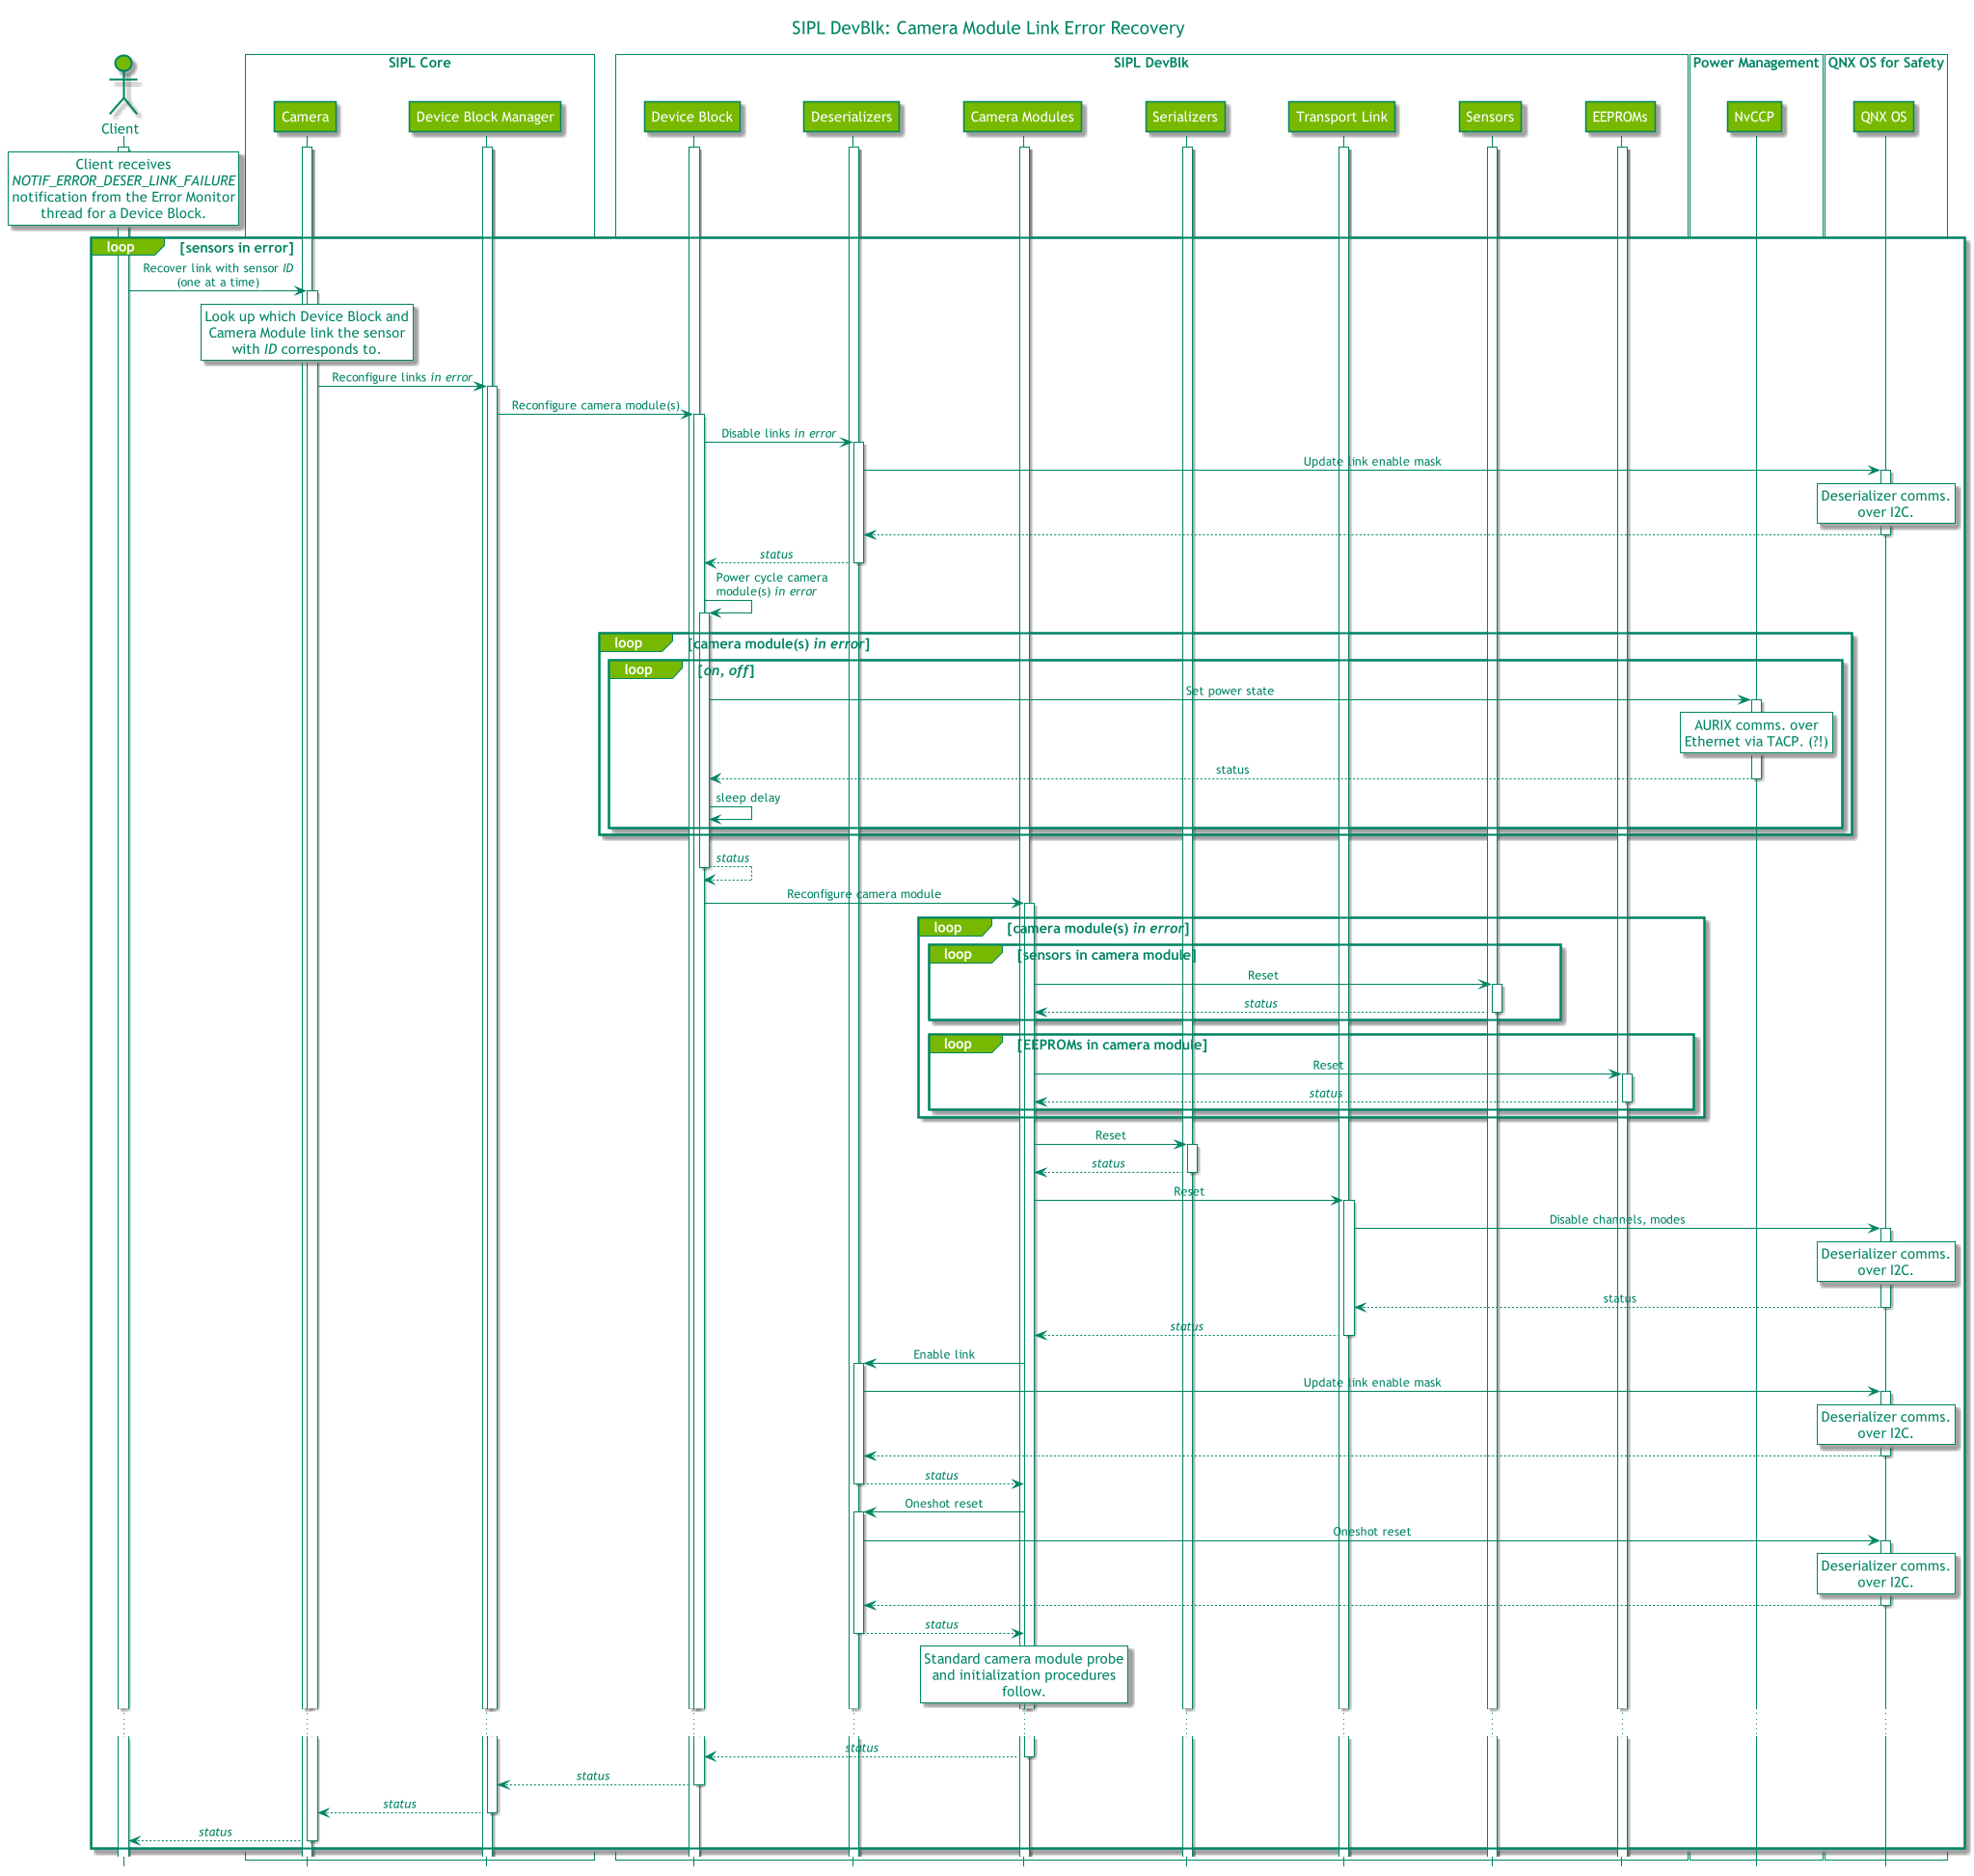 SIPL DevBlk: Camera Module Link Error Recovery
SIPL Core
SIPL DevBlk
Power Management
QNX OS for Safety
Client
Camera
Device Block Manager
Device Block
Deserializers
Camera Modules
Serializers
Transport Link
Sensors
EEPROMs
NvCCP
QNX OS
Client receives
NOTIF_ERROR_DESER_LINK_FAILURE
notification from the Error Monitor
thread for a Device Block.
loop [sensors in error]
Recover link with sensor ID
(one at a time)
Look up which Device Block and
Camera Module link the sensor
with ID corresponds to.
Reconfigure links in error
Reconfigure camera module(s)
Disable links in error
Update link enable mask
Deserializer comms.
over I2C.
status
Power cycle camera
module(s) in error
loop [camera module(s) in error]
loop [on, off]
Set power state
AURIX comms. over
Ethernet via TACP. (?!)
status
sleep delay
status
Reconfigure camera module
loop [camera module(s) in error]
loop [sensors in camera module]
Reset
status
loop [EEPROMs in camera module]
Reset
status
Reset
status
Reset
Disable channels, modes
Deserializer comms.
over I2C.
status
status
Enable link
Update link enable mask
Deserializer comms.
over I2C.
status
Oneshot reset
Oneshot reset
Deserializer comms.
over I2C.
status
Standard camera module probe
and initialization procedures
follow.
status
status
status
status